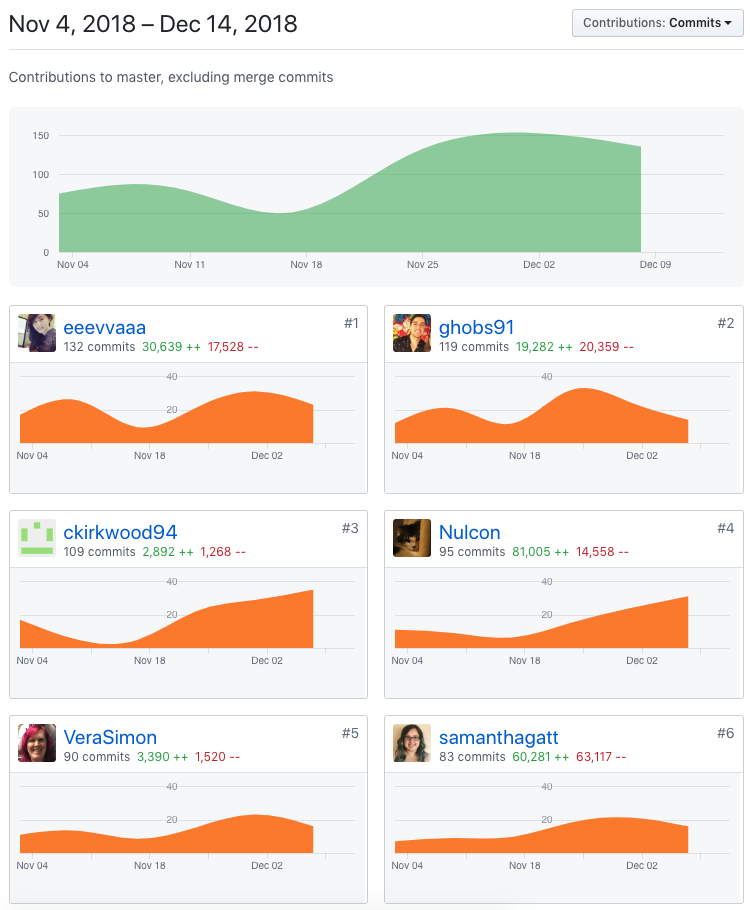 Nov 4, 2018 – Dec 14, 2018
Contributions: Commits
Contributions to master, excluding merge commits
150
100
50
0
Nov 04 Nov 11 Nov 18 Nov 25 Dec 02 Dec 09
eeevvaaa #1
132 commits 30,639 ++ 17,528 --
40
20
Nov 04 Nov 18 Dec 02
ghobs91 #2
119 commits 19,282 ++ 20,359 --
40
Nov 04 Nov 18 Dec 02
ckirkwood94 #3
109 commits 2,892 ++ 1,268 --
40
20
Nov 04 Nov 18 Dec 02
Nulcon #4
95 commits 81,005 ++ 14,558 --
40
20
Nov 04 Nov 18 Dec 02
VeraSimon #5
90 commits 3,390 ++ 1,520 --
40
20
Nov 04 Nov 18 Dec 02
samanthagatt #6
83 commits 60,281 ++ 63,117 --
40
20
Nov 04 Nov 18 Dec 02